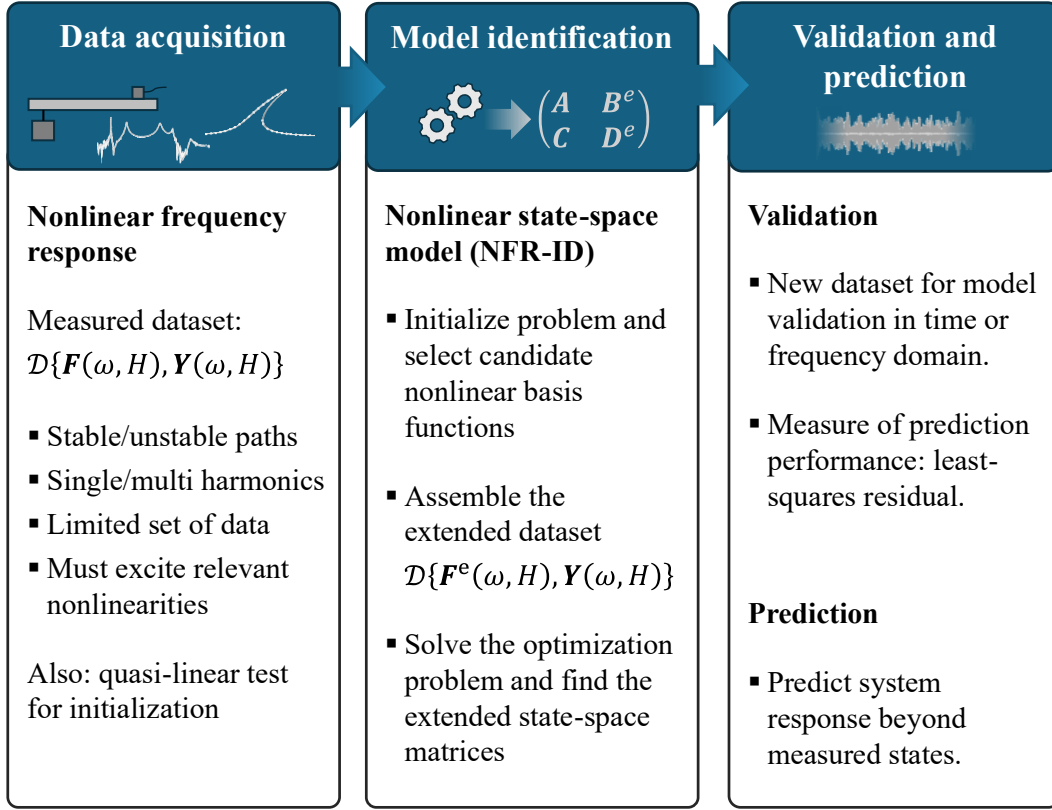 Data acquisition
Nonlinear frequency
response
Measured dataset:
𝒟{𝑭(ω, H), 𝒀(ω, H)}
▪ Stable/unstable paths
▪ Single/multi harmonics
▪ Limited set of data
▪ Must excite relevant
nonlinearities
Also: quasi-linear test
for initialization
Model identification
A Bᵉ
C Dᵉ
Nonlinear state-space
model (NFR-ID)
▪ Initialize problem and
select candidate
nonlinear basis
functions
▪ Assemble the
extended dataset
𝒟{𝑭ᵉ(ω, H), 𝒀(ω, H)}
▪ Solve the optimization
problem and find the
extended state-space
matrices
Validation and
prediction
Validation
▪ New dataset for model
validation in time or
frequency domain.
▪ Measure of prediction
performance: least-
squares residual.
Prediction
▪ Predict system
response beyond
measured states.